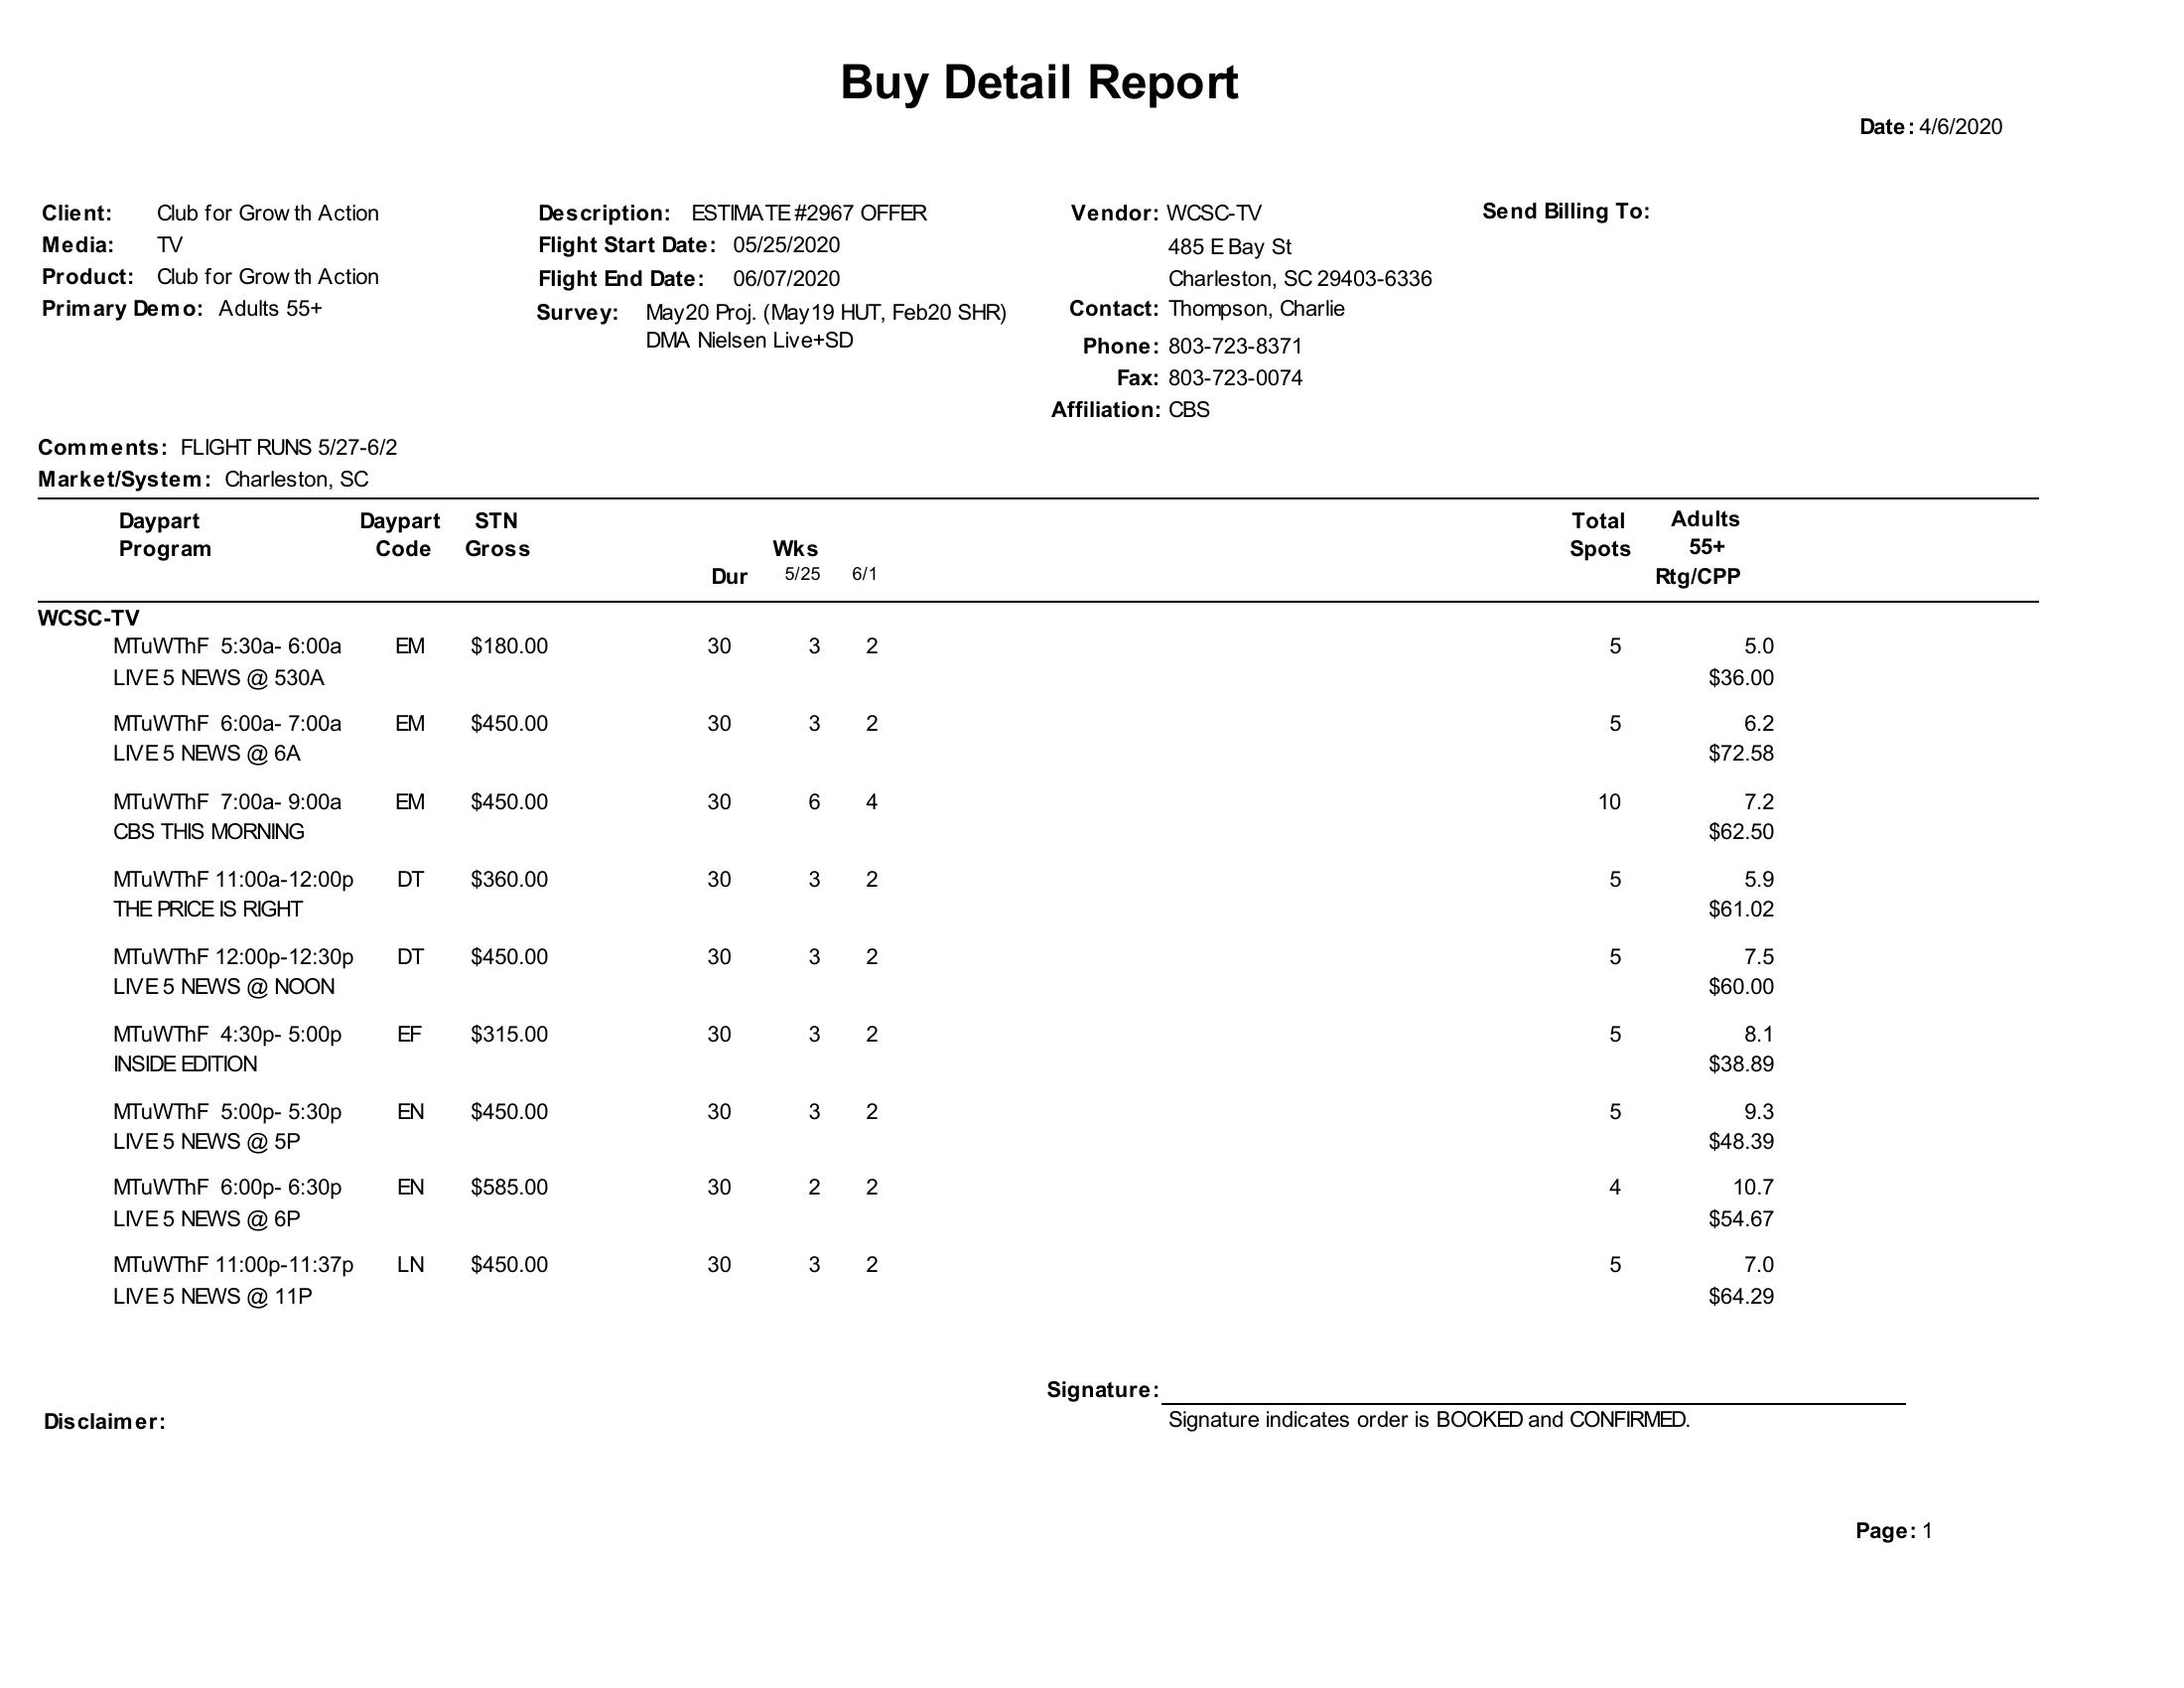 Buy Detail Report
Date: 4/6/2020
Client: Club for Growth Action
Media: TV
Product: Club for Growth Action
Primary Demo: Adults 55+
Description: ESTIMATE #2967 OFFER
Flight Start Date: 05/25/2020
Flight End Date: 06/07/2020
Survey: May20 Proj. (May19 HUT, Feb20 SHR)
DMA Nielsen Live+SD
Vendor: WCSC-TV
485 E Bay St
Charleston, SC 29403-6336
Contact: Thompson, Charlie
Phone: 803-723-8371
Fax: 803-723-0074
Affiliation: CBS
Send Billing To:
Comments: FLIGHT RUNS 5/27-6/2
Market/System: Charleston, SC
Daypart Daypart STN Total Adults
Program Code Gross Wks Spots 55+
Dur 5/25 6/1 Rtg/CPP
WCSC-TV
MTuWThF 5:30a- 6:00a EM $180.00 30 3 2 5 5.0
LIVE 5 NEWS @ 530A $36.00
MTuWThF 6:00a- 7:00a EM $450.00 30 3 2 5 6.2
LIVE 5 NEWS @ 6A $72.58
MTuWThF 7:00a- 9:00a EM $450.00 30 6 4 10 7.2
CBS THIS MORNING $62.50
MTuWThF 11:00a-12:00p DT $360.00 30 3 2 5 5.9
THE PRICE IS RIGHT $61.02
MTuWThF 12:00p-12:30p DT $450.00 30 3 2 5 7.5
LIVE 5 NEWS @ NOON $60.00
MTuWThF 4:30p- 5:00p EF $315.00 30 3 2 5 8.1
INSIDE EDITION $38.89
MTuWThF 5:00p- 5:30p EN $450.00 30 3 2 5 9.3
LIVE 5 NEWS @ 5P $48.39
MTuWThF 6:00p- 6:30p EN $585.00 30 2 2 4 10.7
LIVE 5 NEWS @ 6P $54.67
MTuWThF 11:00p-11:37p LN $450.00 30 3 2 5 7.0
LIVE 5 NEWS @ 11P $64.29
Signature:
Signature indicates order is BOOKED and CONFIRMED.
Disclaimer:
Page: 1